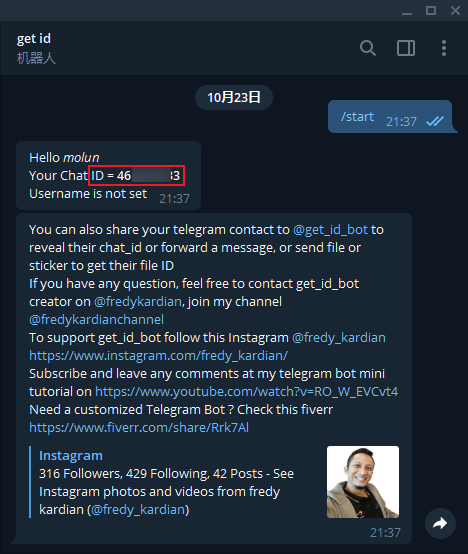 get id
机器人
10月23日
/start
21:37
Hello molun
Your Chat ID = 46 33
Username is not set
21:37
You can also share your telegram contact to @get_id_bot to
reveal their chat_id or forward a message, or send file or
sticker to get their file ID
If you have any question, feel free to contact get_id_bot
creator on @fredykardian, join my channel
@fredykardianchannel
To support get_id_bot follow this Instagram @fredy_kardian
https://www.instagram.com/fredy_kardian/
Subscribe and leave any comments at my telegram bot mini
tutorial on https://www.youtube.com/watch?v=RO_W_EVCvt4
Need a customized Telegram Bot ? Check this fiverr
https://www.fiverr.com/share/Rrk7Al
Instagram
316 Followers, 429 Following, 42 Posts - See
Instagram photos and videos from fredy
kardian (@fredy_kardian)
21:37